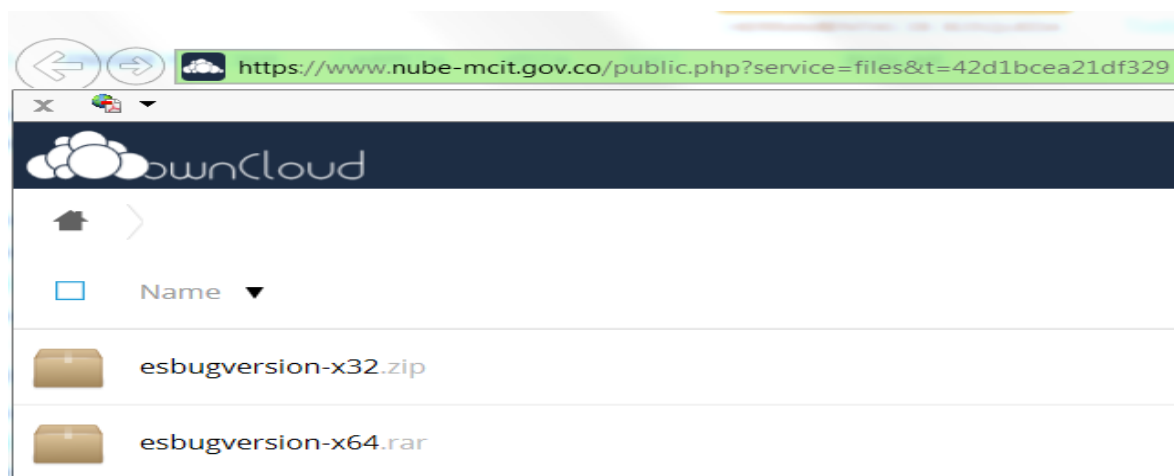 https://www.nube-mcit.gov.co/public.php?service=files&t=42d1bcea21df329
ownCloud
Name
esbugversion-x32.zip
esbugversion-x64.rar